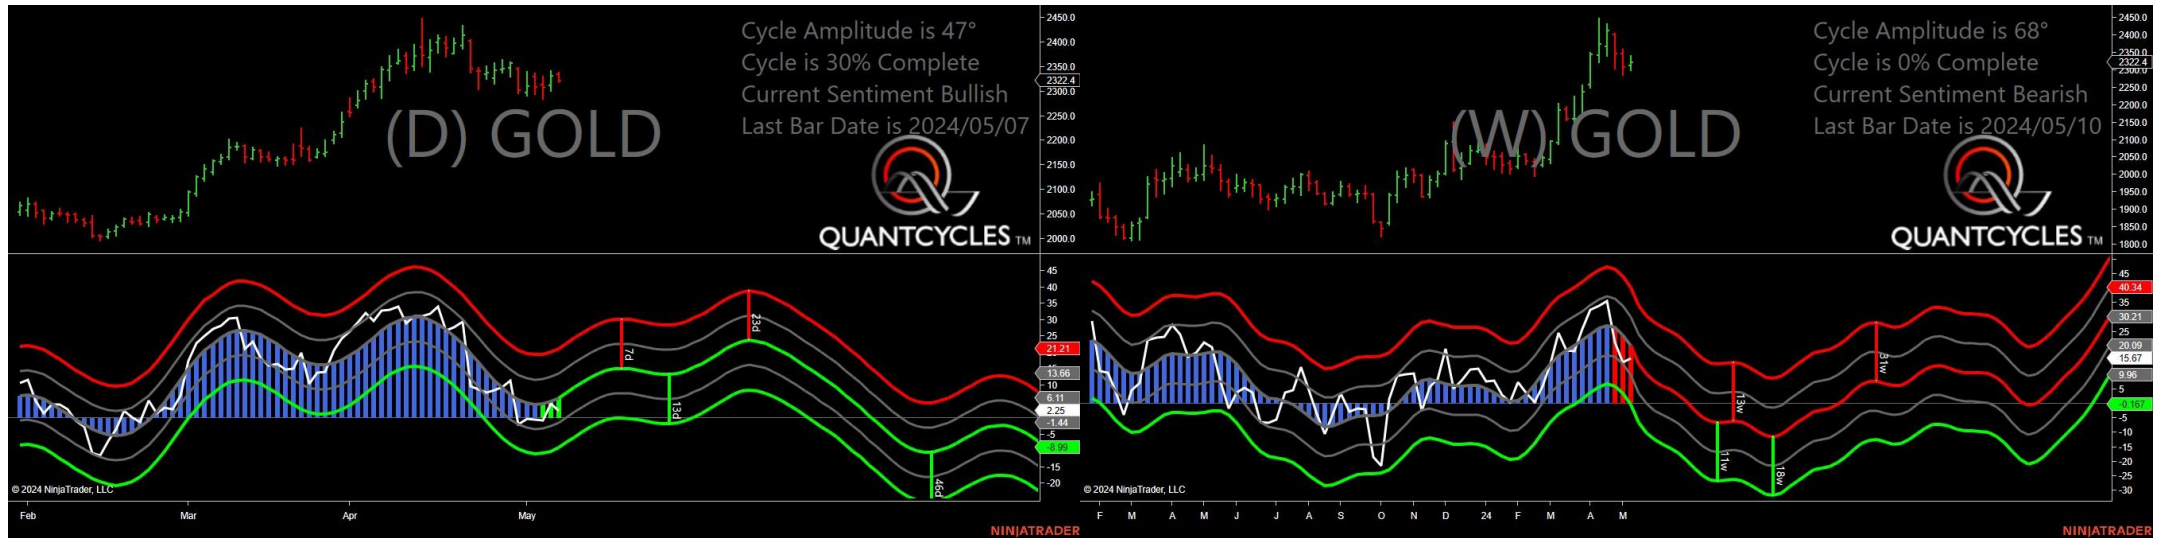 Cycle Amplitude is 47°
Cycle is 30% Complete
Current Sentiment Bullish
Last Bar Date is 2024/05/07
(D) GOLD
QUANTCYCLES TM
2450.0
2400.0
2350.0
2322.4
2300.0
2250.0
2200.0
2150.0
2100.0
2050.0
2000.0
45
40
35
30
25
21.21
13.66
10
6.11
2.25
-1.44
-5
-8.99
-15
-20
7d
13d
23d
46d
© 2024 NinjaTrader, LLC
Feb
Mar
Apr
May
NINJATRADER
Cycle Amplitude is 68°
Cycle is 0% Complete
Current Sentiment Bearish
Last Bar Date is 2024/05/10
(W) GOLD
QUANTCYCLES TM
2450.0
2400.0
2350.0
2322.4
2300.0
2250.0
2200.0
2150.0
2100.0
2050.0
2000.0
1950.0
1900.0
1850.0
1800.0
40.34
35
30.21
25
20.09
15.67
9.96
5
-0.167
-5
-10
-15
-20
-25
-30
11w
13w
18w
31w
© 2024 NinjaTrader, LLC
F
M
A
M
J
J
A
S
O
N
D
24
F
M
A
M
NINJATRADER